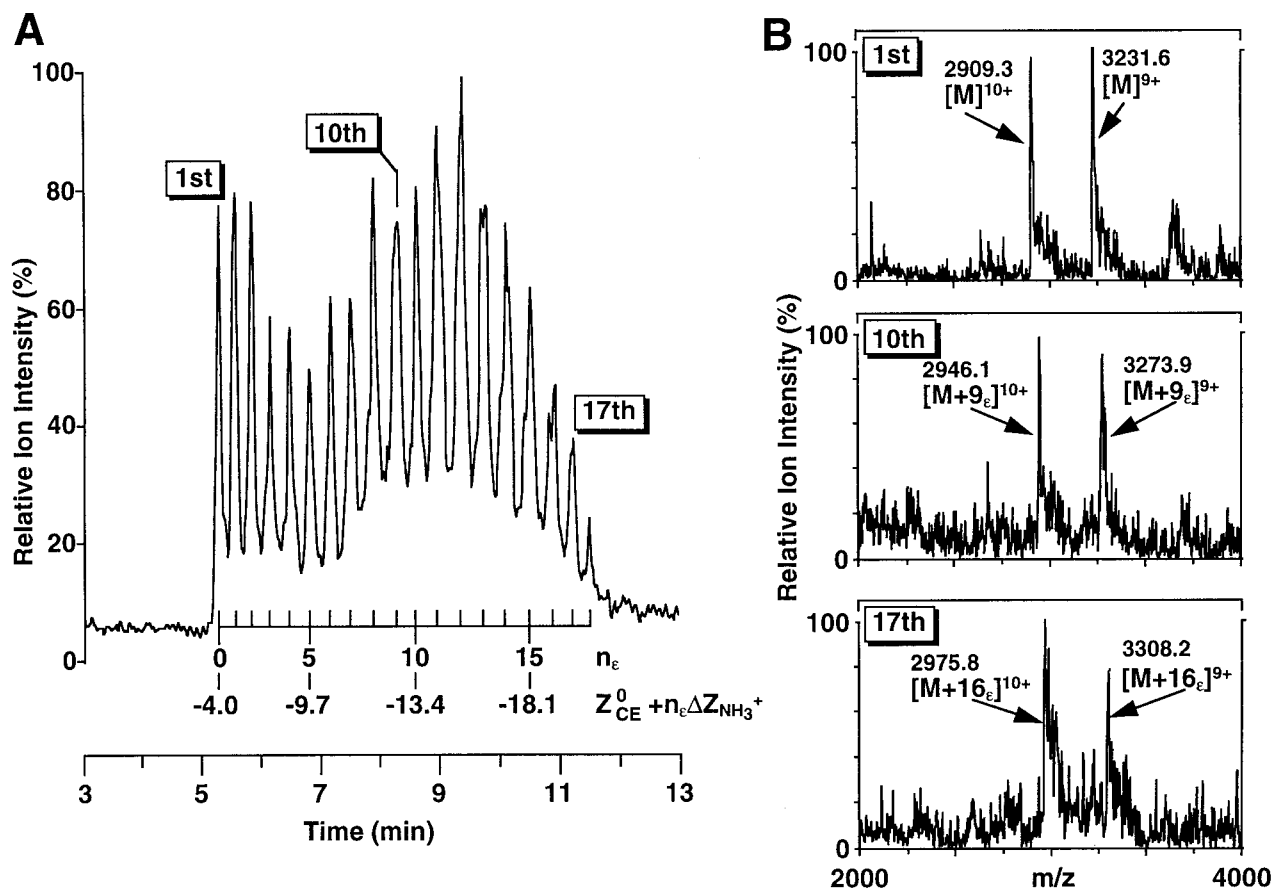 A
Relative Ion Intensity (%)
100
80
60
40
20
0
1st
10th
17th
0 5 10 15 nε
-4.0 -9.7 -13.4 -18.1 Z⁰CE + nεΔZNH₃⁺
3 5 7 9 11 13
Time (min)
B
Relative Ion Intensity (%)
100
0
1st
2909.3
[M]¹⁰⁺
3231.6
[M]⁹⁺
100
0
10th
2946.1
[M+9ε]¹⁰⁺
3273.9
[M+9ε]⁹⁺
100
0
17th
2975.8
[M+16ε]¹⁰⁺
3308.2
[M+16ε]⁹⁺
2000 m/z 4000